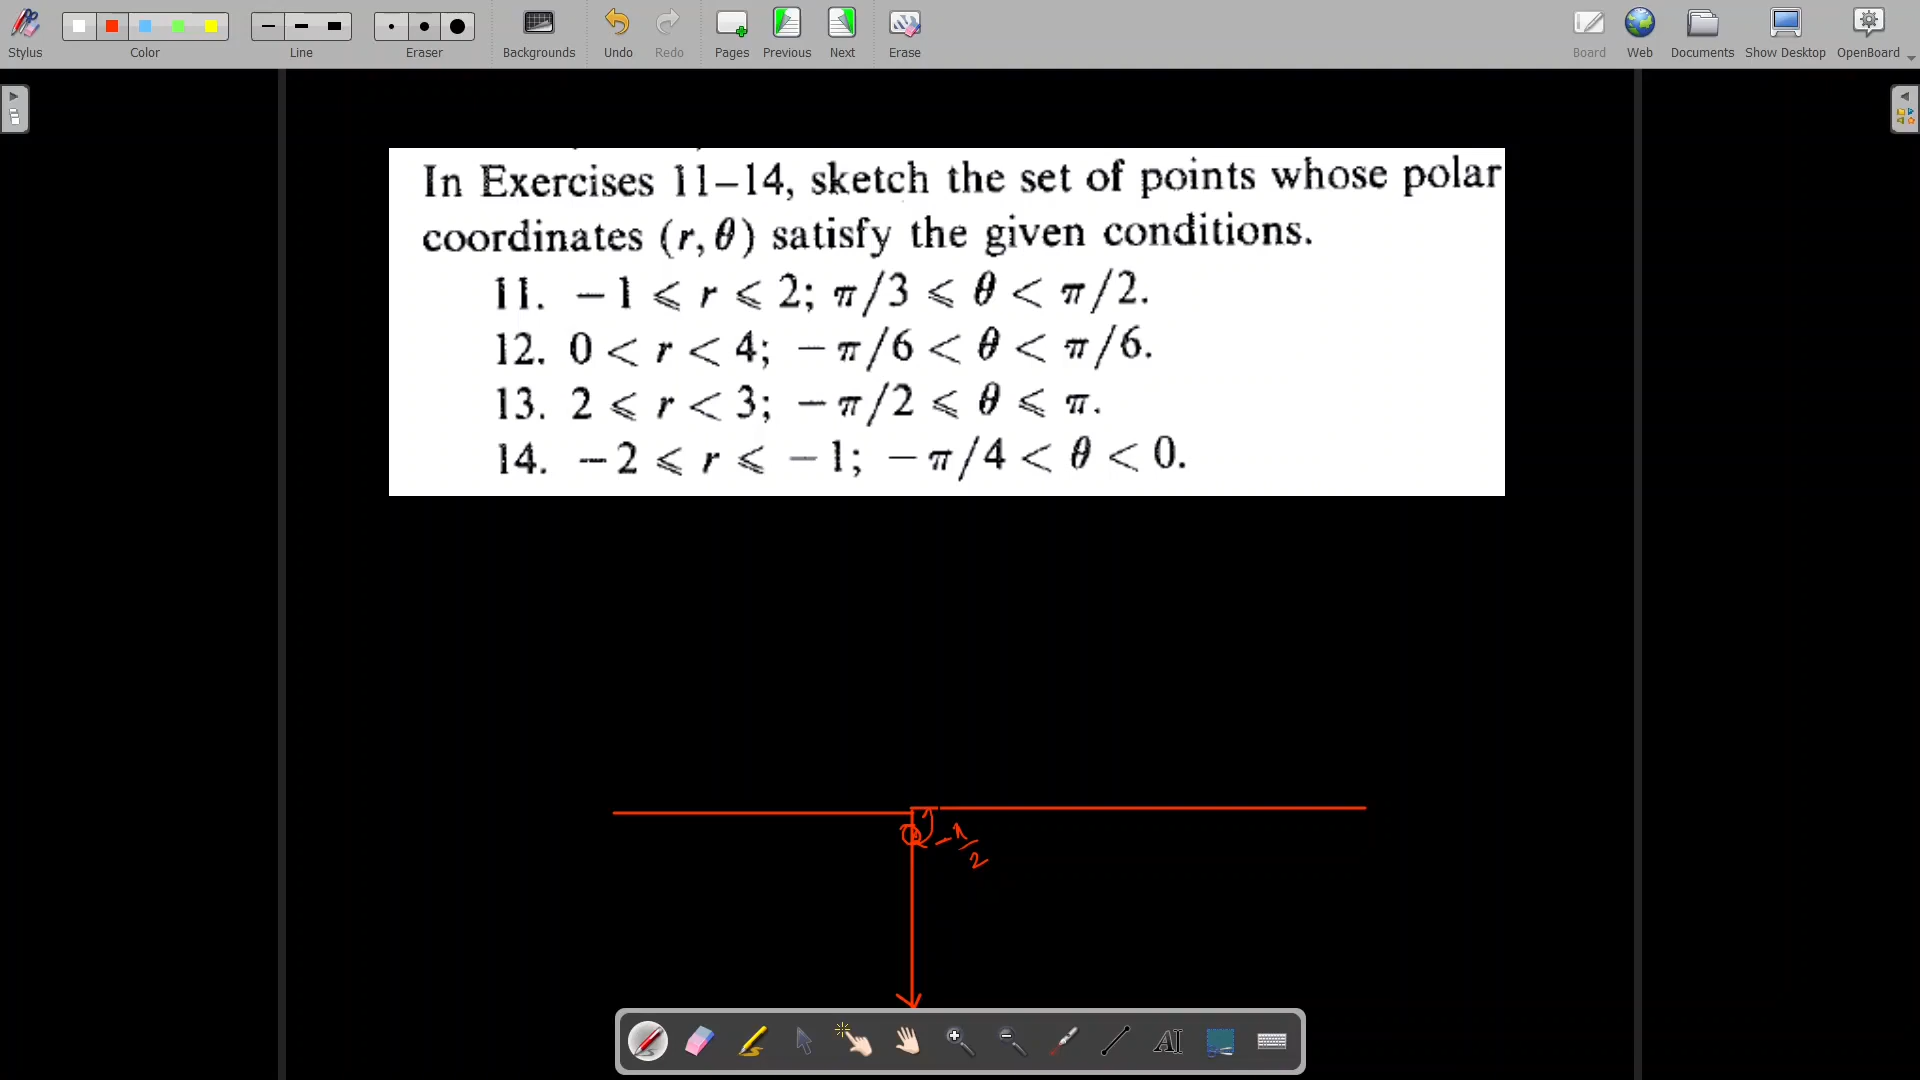 Stylus Color Line Eraser Backgrounds Undo Redo Pages Previous Next Erase Board Web Documents Show Desktop OpenBoard
In Exercises 11–14, sketch the set of points whose polar
coordinates (r, θ) satisfy the given conditions.
11. −1 ⩽ r ⩽ 2; π/3 ⩽ θ < π/2.
12. 0 < r < 4; −π/6 < θ < π/6.
13. 2 ⩽ r < 3; −π/2 ⩽ θ ⩽ π.
14. −2 ⩽ r ⩽ −1; −π/4 < θ < 0.
-π/2
AI